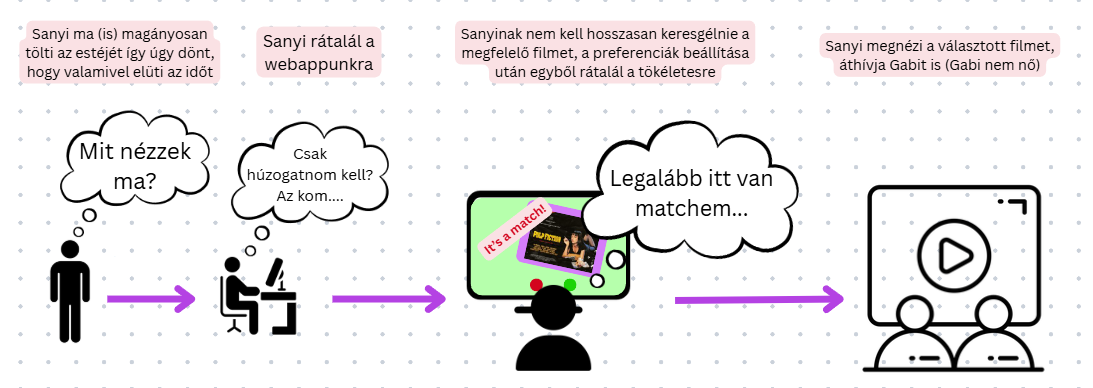 Sanyi ma (is) magányosan
tölti az estéjét így úgy dönt,
hogy valamivel elüti az időt
Mit nézzek
ma?
Sanyi rátalál a
webappunkra
Csak
húzogatnom kell?
Az kom....
Sanyinak nem kell hosszasan keresgélnie a
megfelelő filmet, a preferenciák beállítása
után egyből rátalál a tökéletesre
It's a match!
PULP FICTION
Legalább itt van
matchem...
Sanyi megnézi a választott filmet,
áthívja Gabit is (Gabi nem nő)